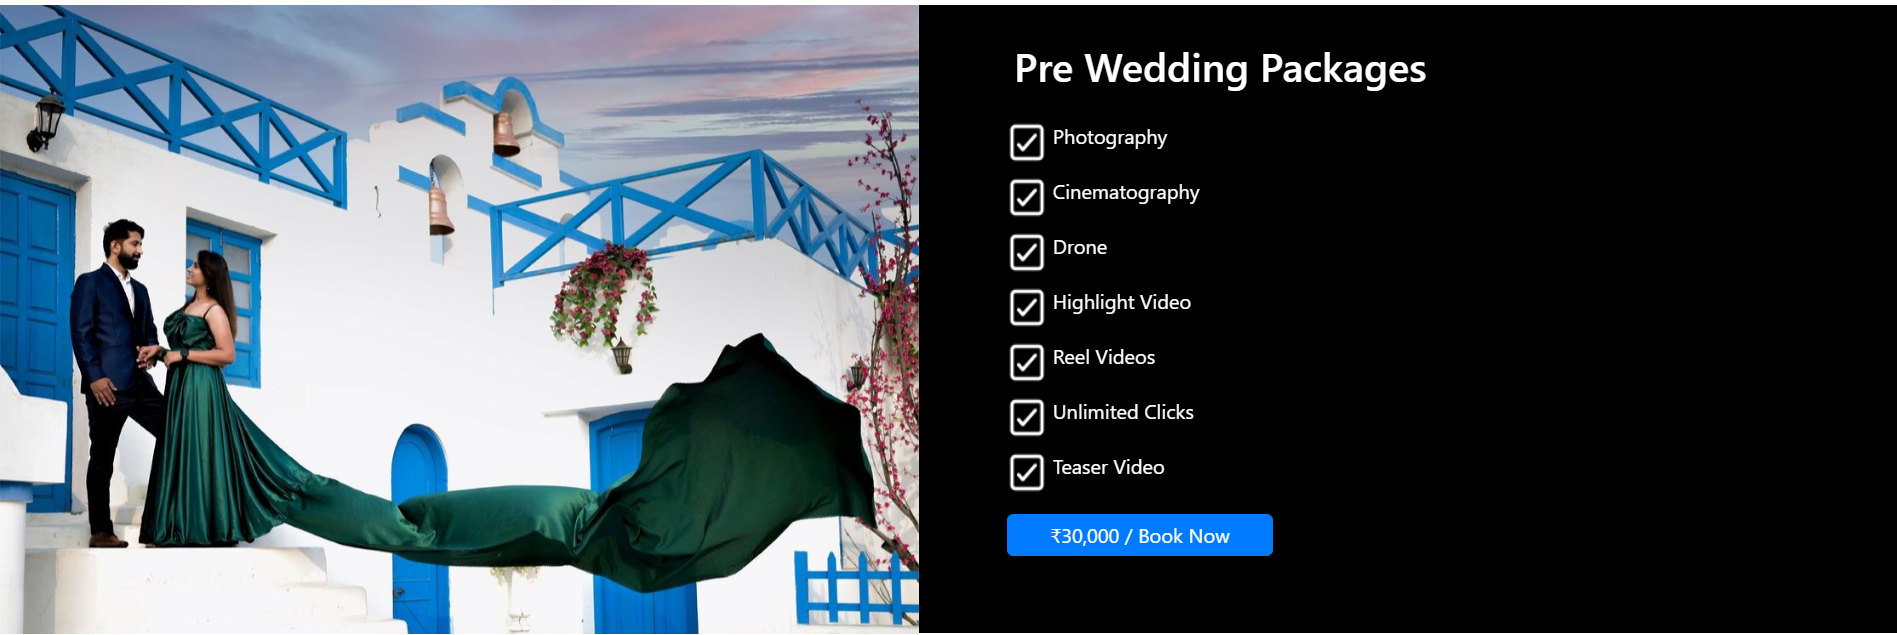 Pre Wedding Packages
Photography
Cinematography
Drone
Highlight Video
Reel Videos
Unlimited Clicks
Teaser Video
₹30,000 / Book Now